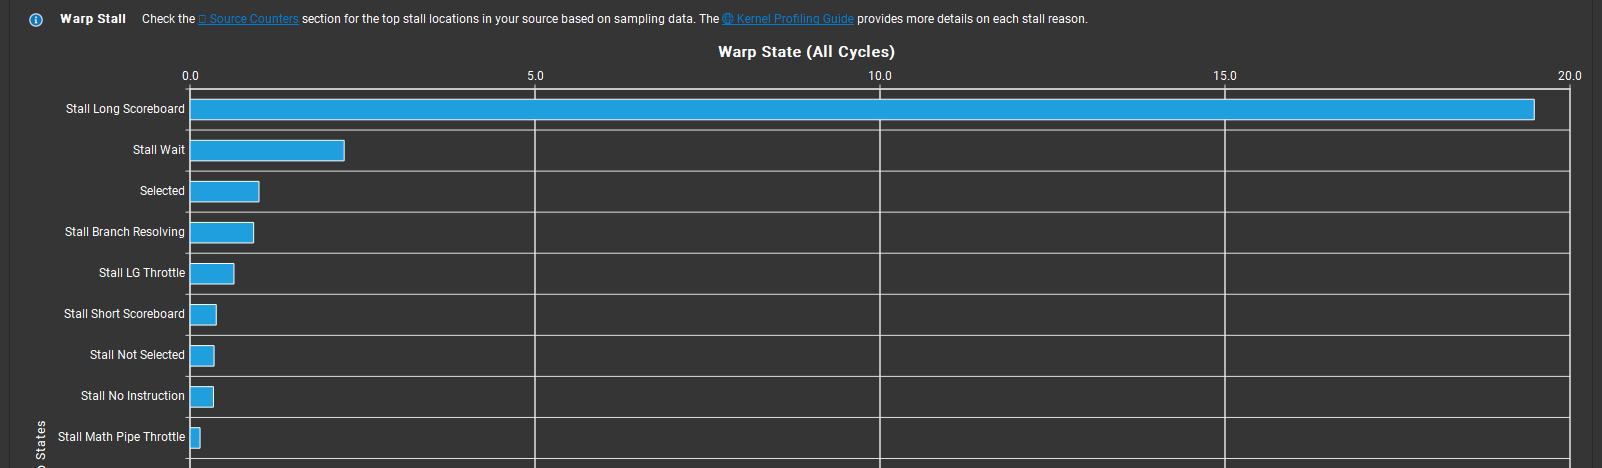 Warp Stall Check the Source Counters section for the top stall locations in your source based on sampling data. The Kernel Profiling Guide provides more details on each stall reason.
Warp State (All Cycles)
0.0 5.0 10.0 15.0 20.0
Stall Long Scoreboard
Stall Wait
Selected
Stall Branch Resolving
Stall LG Throttle
Stall Short Scoreboard
Stall Not Selected
Stall No Instruction
Stall Math Pipe Throttle
States